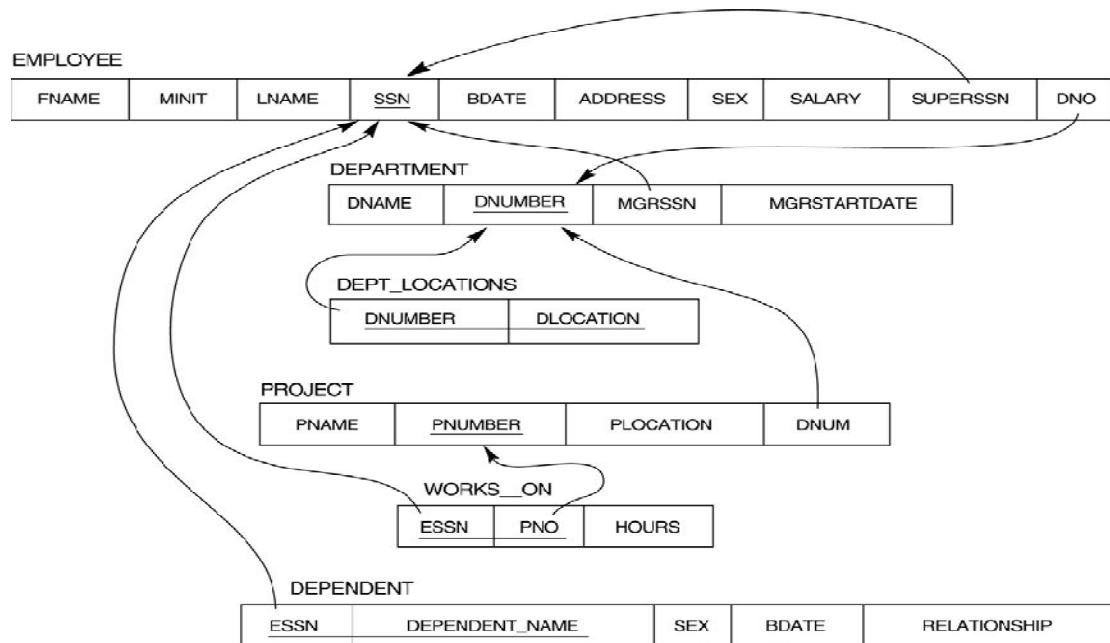 EMPLOYEE
FNAME MINIT LNAME SSN BDATE ADDRESS SEX SALARY SUPERSSN DNO
DEPARTMENT
DNAME DNUMBER MGRSSN MGRSTARTDATE
DEPT_LOCATIONS
DNUMBER DLOCATION
PROJECT
PNAME PNUMBER PLOCATION DNUM
WORKS__ON
ESSN PNO HOURS
DEPENDENT
ESSN DEPENDENT_NAME SEX BDATE RELATIONSHIP